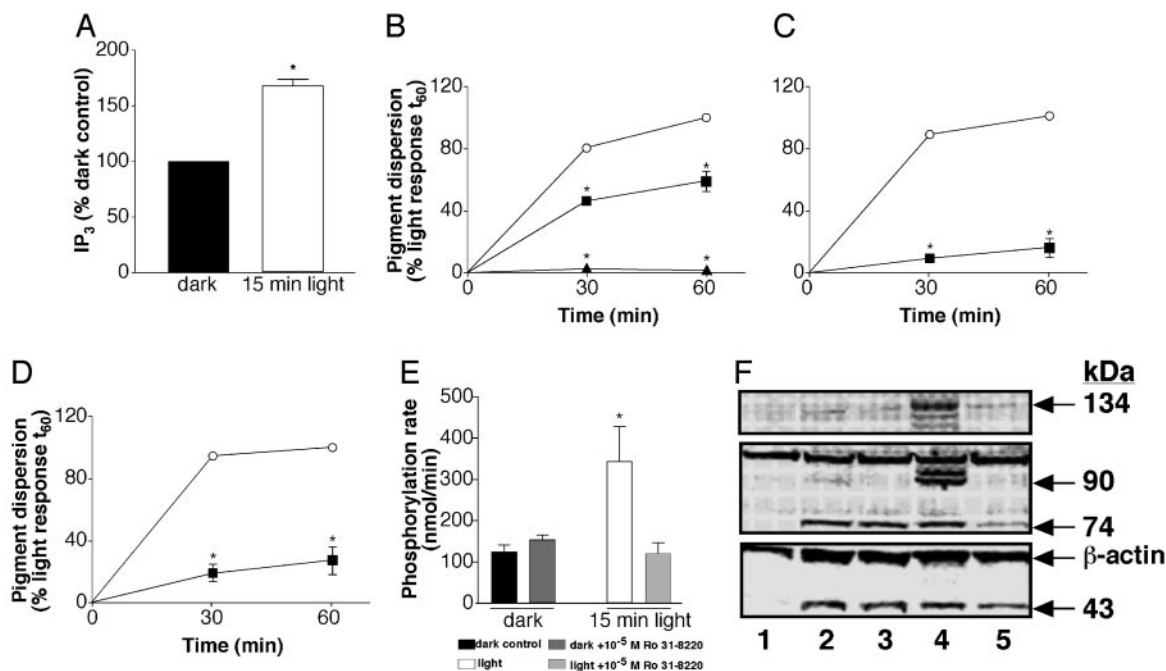 A
IP3 (% dark control)
200
150
100
50
0
*
dark
15 min light
B
Pigment dispersion
(% light response t60)
120
80
40
0
*
*
*
*
0
30
60
Time (min)
C
120
80
40
0
*
*
0
30
60
Time (min)
D
Pigment dispersion
(% light response t60)
120
80
40
0
*
*
0
30
60
Time (min)
E
Phosphorylation rate
(nmol/min)
500
400
300
200
100
0
*
dark
15 min light
dark control
dark +10-5 M Ro 31-8220
light
light +10-5 M Ro 31-8220
F
kDa
134
90
74
β-actin
43
1 2 3 4 5